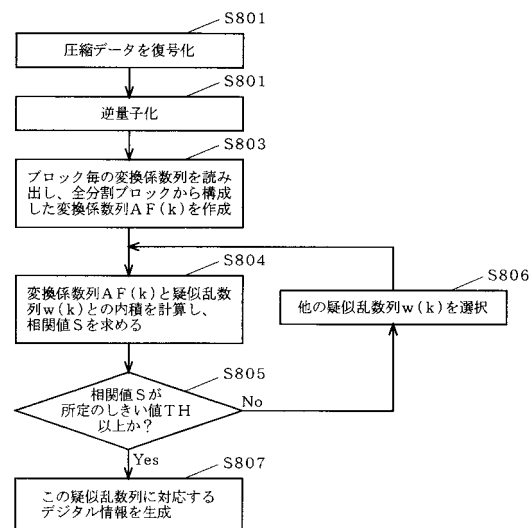 S801
圧縮データを復号化
S801
逆量子化
S803
ブロック毎の変換係数列を読み
出し、全分割ブロックから構成
した変換係数列AF(k)を作成
S804
変換係数列AF(k)と疑似乱数
列w(k)との内積を計算し、
相関値Sを求める
S806
他の疑似乱数列w(k)を選択
S805
相関値Sが
所定のしきい値TH
以上か?
No
Yes
S807
この疑似乱数列に対応する
デジタル情報を生成